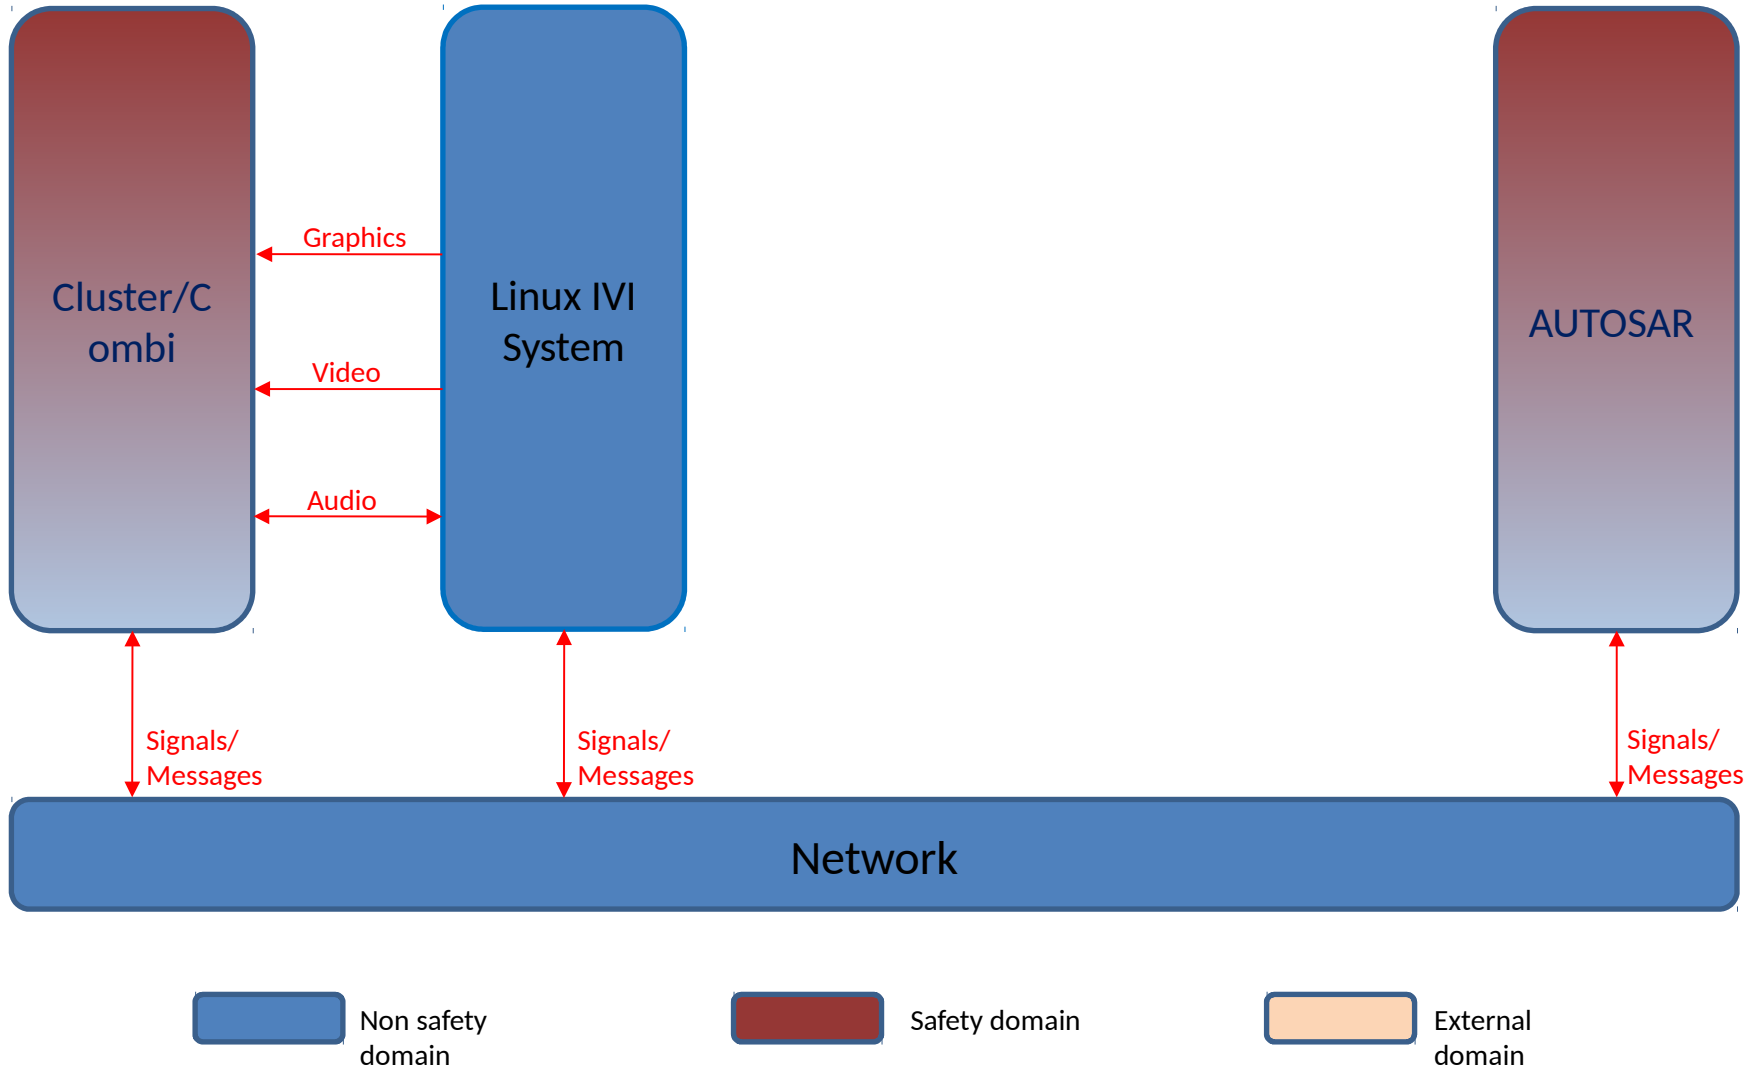 Graphics
Cluster/C
ombi
Linux IVI
System
AUTOSAR
Video
Audio
Signals/
Messages
Signals/
Messages
Signals/
Messages
Network
Non safety
domain
Safety domain
External
domain